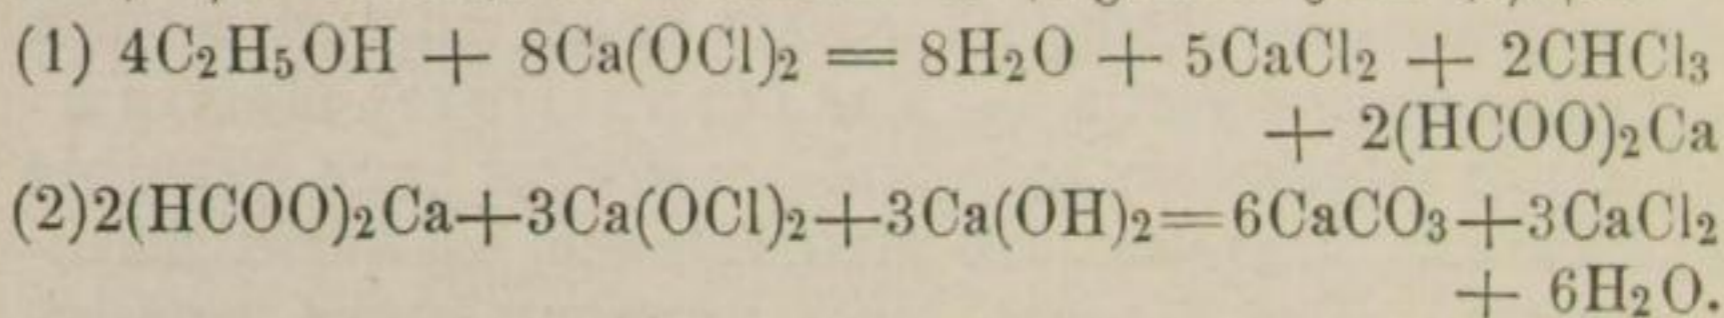 (1) 4C₂H₅OH + 8Ca(OCl)₂ = 8H₂O + 5CaCl₂ + 2CHCl₃
+ 2(HCOO)₂Ca
(2)2(HCOO)₂Ca+3Ca(OCl)₂+3Ca(OH)₂=6CaCO₃+3CaCl₂
+ 6H₂O.